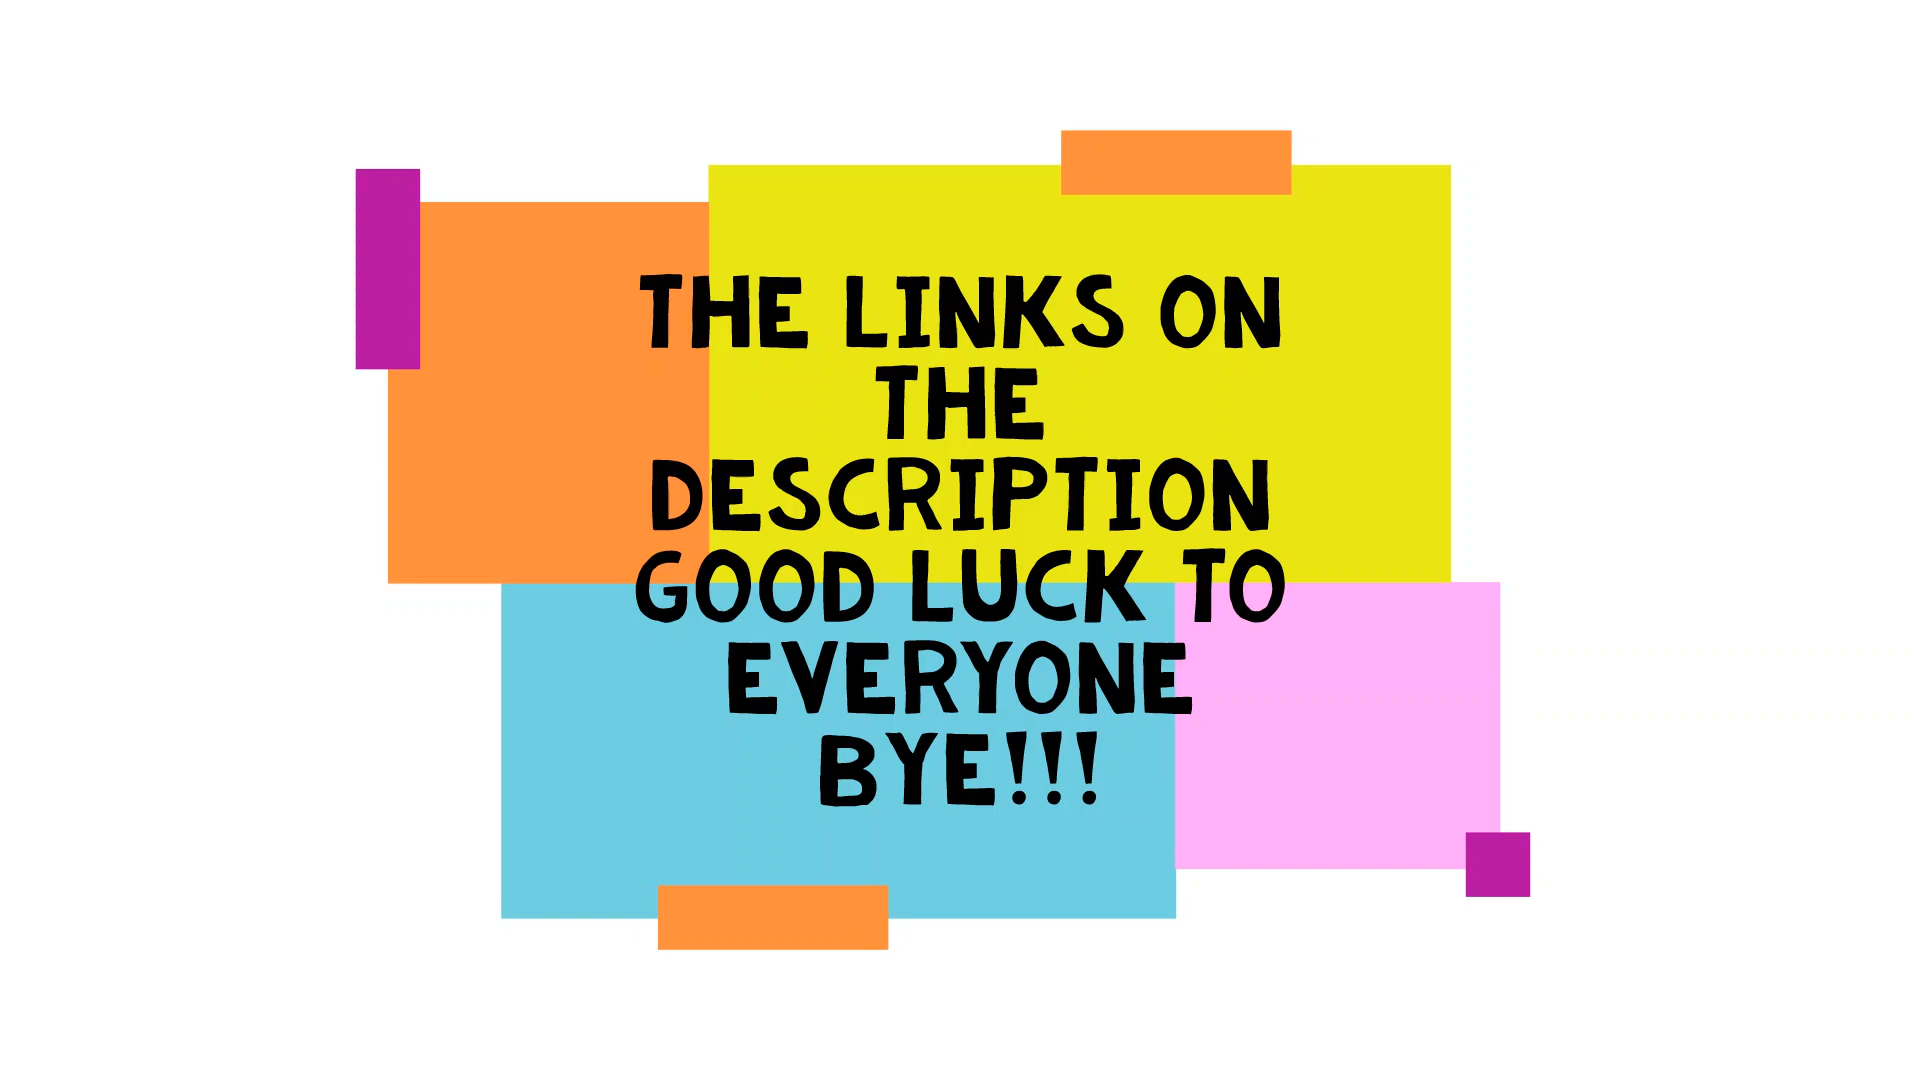 THE LINKS ON
THE
DESCRIPTION
GOOD LUCK TO
EVERYONE
BYE!!!